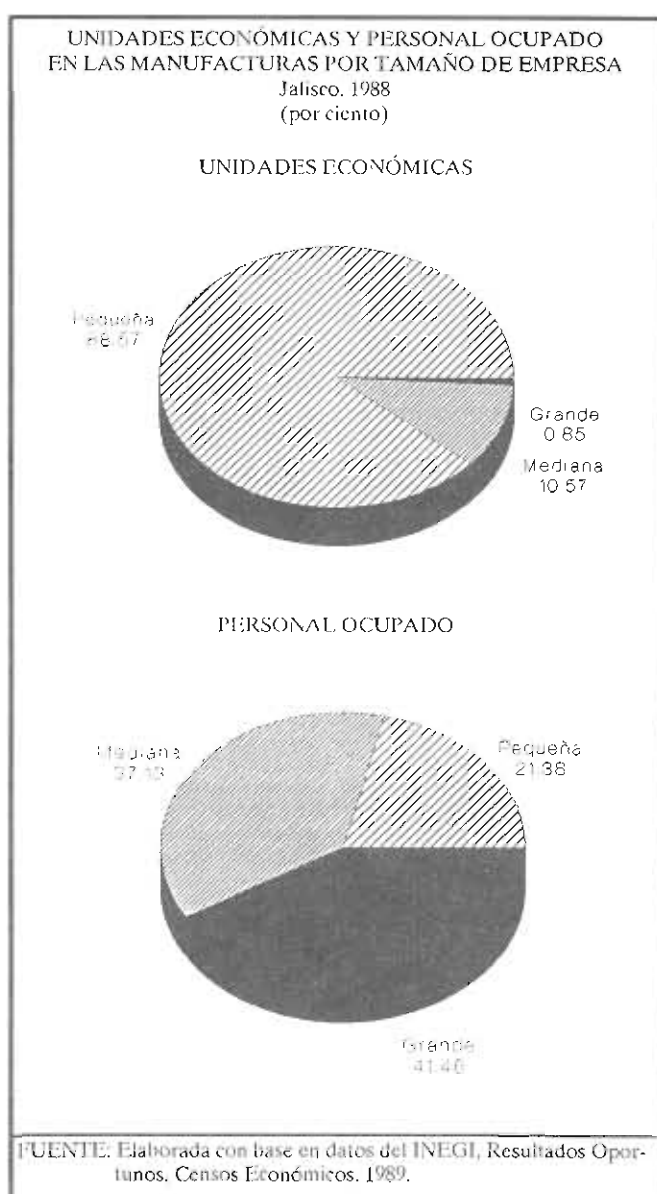 UNIDADES ECONÓMICAS Y PERSONAL OCUPADO
EN LAS MANUFACTURAS POR TAMAÑO DE EMPRESA
Jalisco. 1988
(por ciento)
UNIDADES ECONÓMICAS
Pequeña
Grande
0.85
Mediana
10.57
PERSONAL OCUPADO
Mediana
Pequeña
21.38
Grande
FUENTE: Elaborada con base en datos del INEGI, Resultados Opor-
tunos. Censos Económicos. 1989.